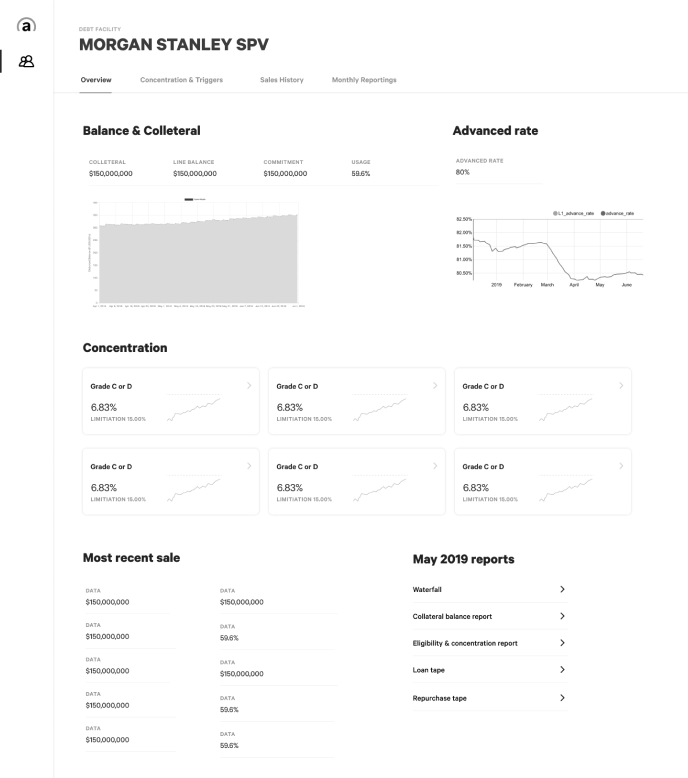 a
DEBT FACILITY
MORGAN STANLEY SPV
Overview Concentration & Triggers Sales History Monthly Reportings
Balance & Colleteral
COLLETERAL LINE BALANCE COMMITMENT USAGE
$150,000,000 $150,000,000 $150,000,000 59.6%
Advanced rate
ADVANCED RATE
80%
L1_advance_rate advance_rate
82.50%
82.00%
81.50%
81.00%
80.50%
2019 February March April May June
Concentration
Grade C or D
6.83%
LIMITIATION 15.00%
Grade C or D
6.83%
LIMITIATION 15.00%
Grade C or D
6.83%
LIMITIATION 15.00%
Grade C or D
6.83%
LIMITIATION 15.00%
Grade C or D
6.83%
LIMITIATION 15.00%
Grade C or D
6.83%
LIMITIATION 15.00%
Most recent sale
DATA
$150,000,000
DATA
$150,000,000
DATA
$150,000,000
DATA
$150,000,000
DATA
$150,000,000
DATA
$150,000,000
DATA
59.6%
DATA
$150,000,000
DATA
59.6%
DATA
59.6%
May 2019 reports
Waterfall
Collateral balance report
Eligibility & concentration report
Loan tape
Repurchase tape